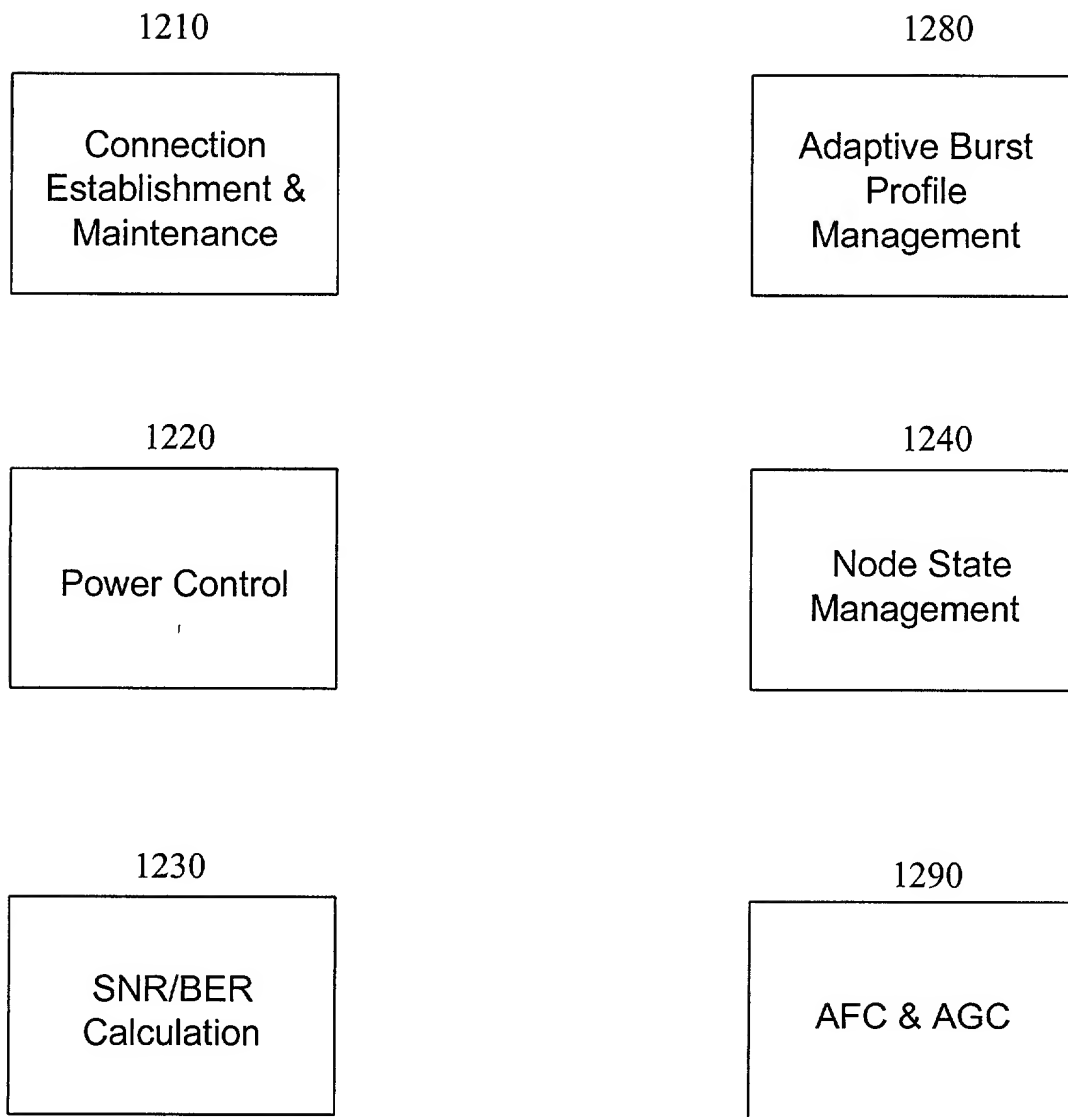 1210
Connection
Establishment &
Maintenance
1280
Adaptive Burst
Profile
Management
1220
Power Control
1240
Node State
Management
1230
SNR/BER
Calculation
1290
AFC & AGC